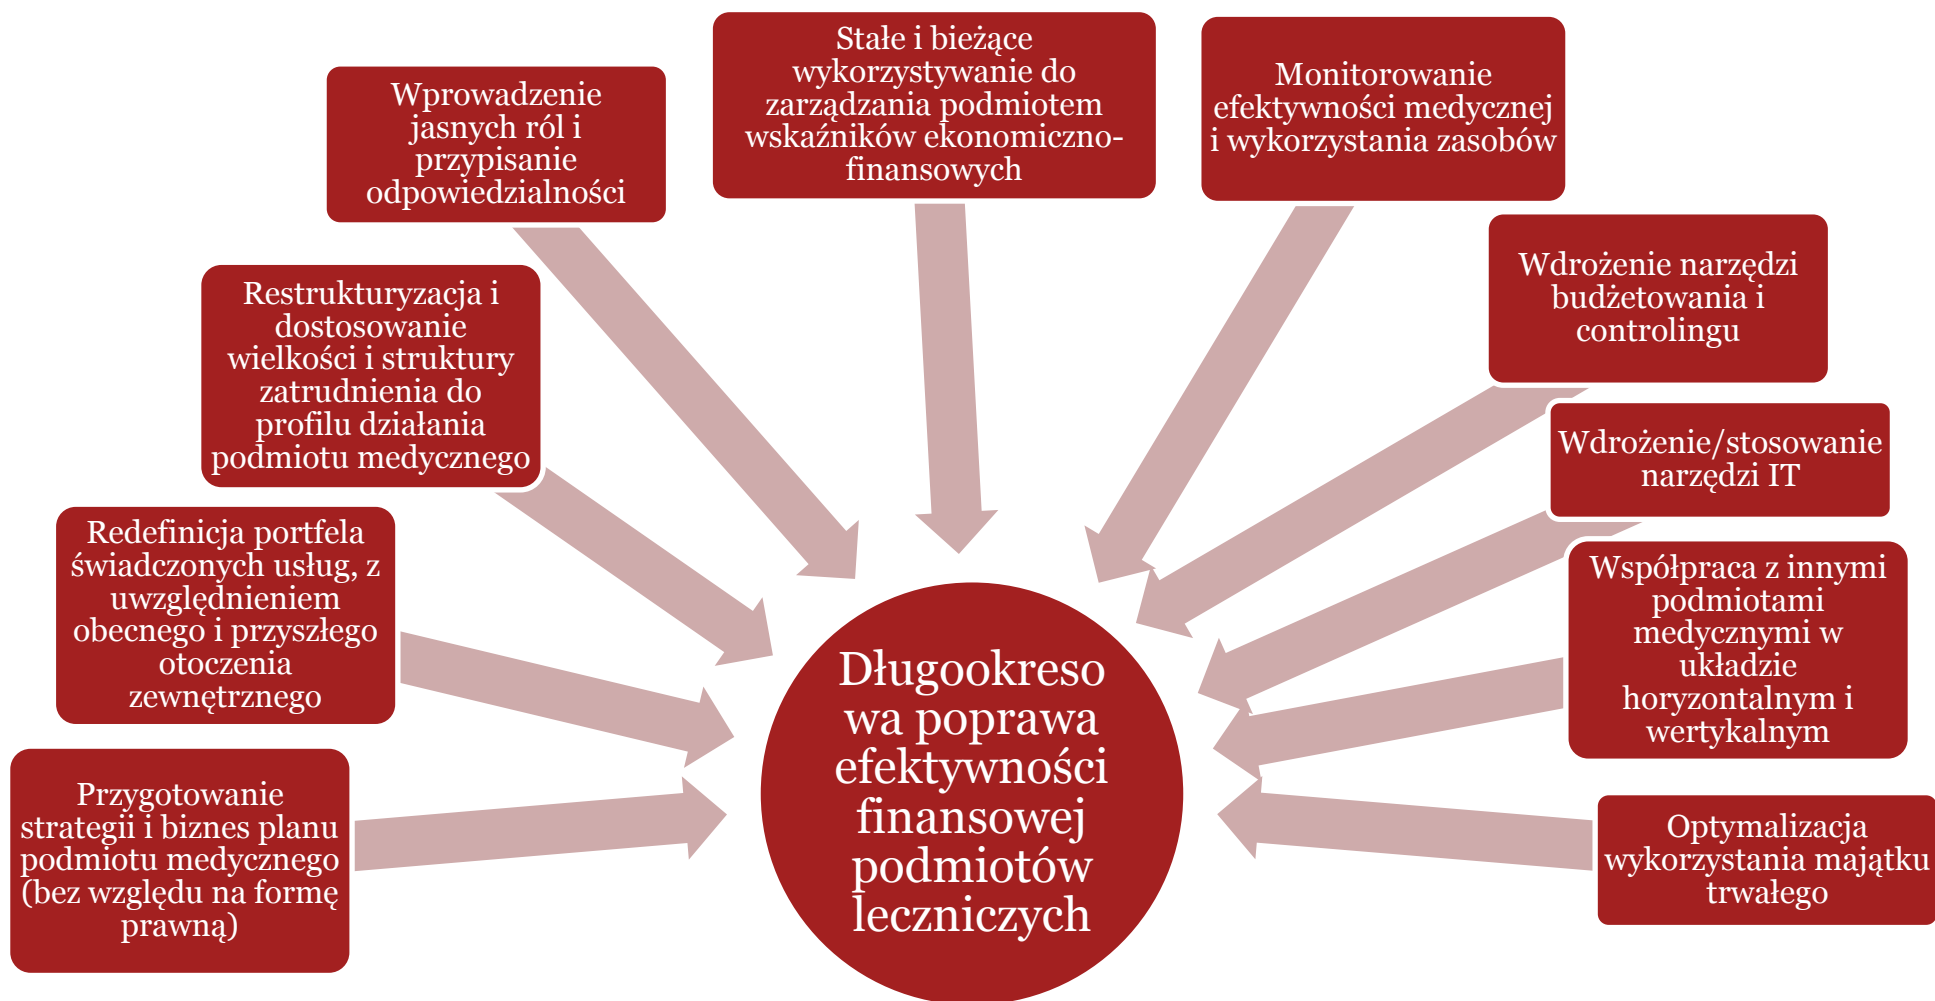 Stałe i bieżące
wykorzystywanie do
zarządzania podmiotem
wskaźników ekonomiczno-
finansowych
Monitorowanie
efektywności medycznej
i wykorzystania zasobów
Wprowadzenie
jasnych ról i
przypisanie
odpowiedzialności
Wdrożenie narzędzi
budżetowania i
controlingu
Restrukturyzacja i
dostosowanie
wielkości i struktury
zatrudnienia do
profilu działania
podmiotu medycznego
Wdrożenie/stosowanie
narzędzi IT
Redefinicja portfela
świadczonych usług, z
uwzględnieniem
obecnego i przyszłego
otoczenia
zewnętrznego
Współpraca z innymi
podmiotami
medycznymi w
układzie
horyzontalnym i
wertykalnym
Przygotowanie
strategii i biznes planu
podmiotu medycznego
(bez względu na formę
prawną)
Optymalizacja
wykorzystania majątku
trwałego
Długookreso
wa poprawa
efektywności
finansowej
podmiotów
leczniczych